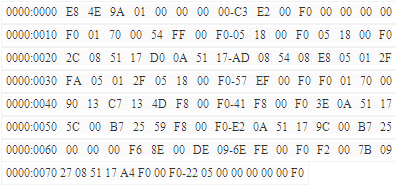 0000:0000 E8 4E 9A 01 00 00 00 00-C3 E2 00 F0 00 00 00 00
0000:0010 F0 01 70 00 54 FF 00 F0-05 18 00 F0 05 18 00 F0
0000:0020 2C 08 51 17 D0 0A 51 17-AD 08 54 08 E8 05 01 2F
0000:0030 FA 05 01 2F 05 18 00 F0-57 EF 00 F0 F0 01 70 00
0000:0040 90 13 C7 13 4D F8 00 F0-41 F8 00 F0 3E 0A 51 17
0000:0050 5C 00 B7 25 59 F8 00 F0-E2 0A 51 17 9C 00 B7 25
0000:0060 00 00 00 F6 8E 00 DE 09-6E FE 00 F0 F2 00 7B 09
0000:0070 27 08 51 17 A4 F0 00 F0-22 05 00 00 00 00 00 F0